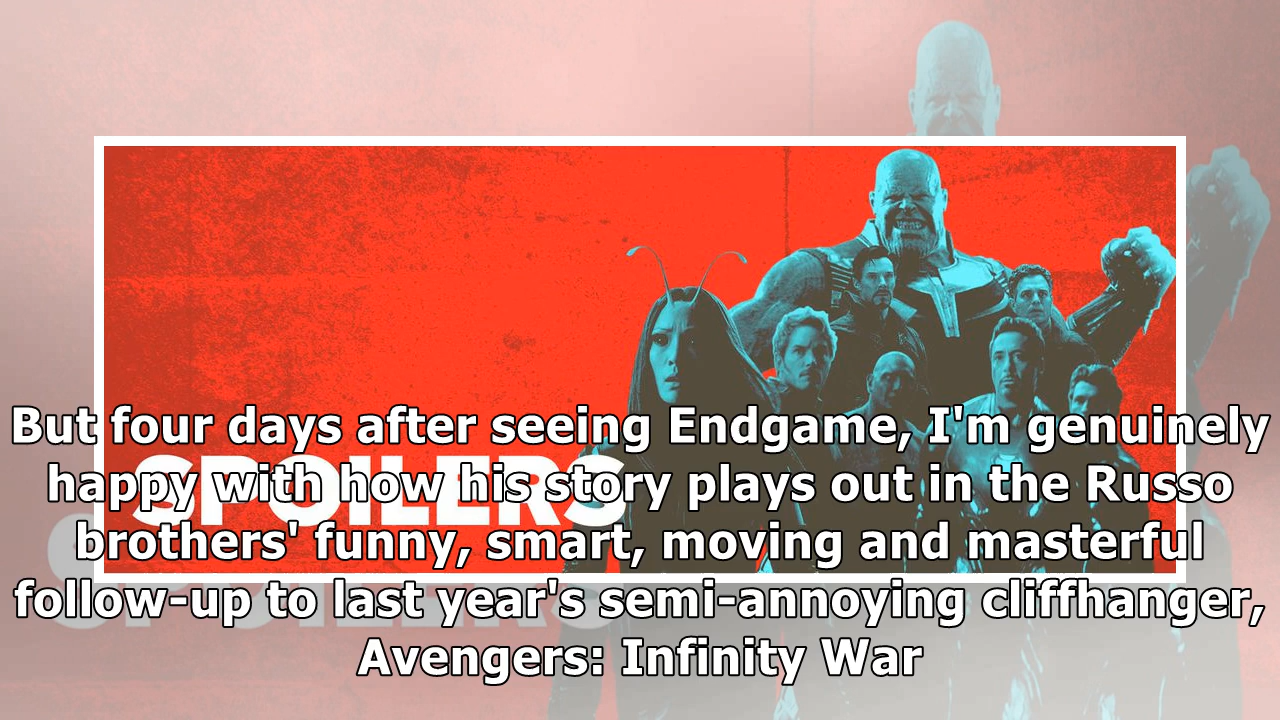 But four days after seeing Endgame, I'm genuinely
happy with how his story plays out in the Russo
SPOILERS
brothers' funny, smart, moving and masterful
follow-up to last year's semi-annoying cliffhanger,
Avengers: Infinity War